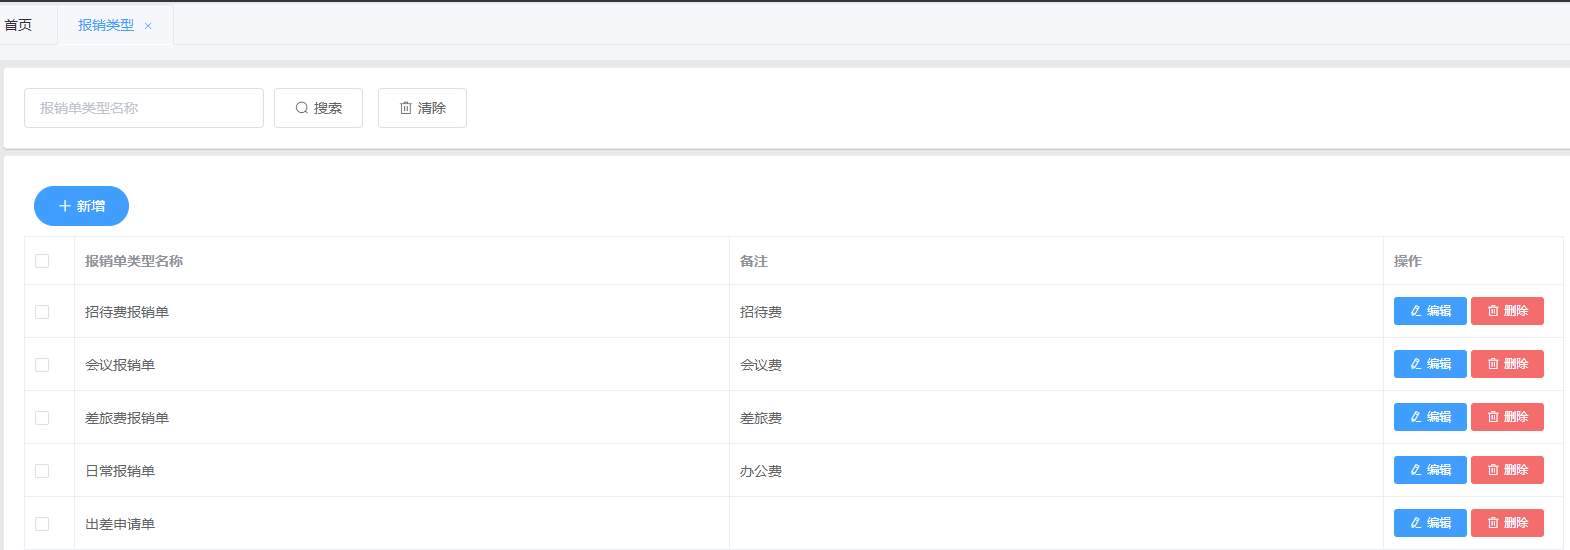 首页 报销类型 ×
报销单类型名称 搜索 清除
+ 新增
报销单类型名称 备注 操作
招待费报销单 招待费 编辑 删除
会议报销单 会议费 编辑 删除
差旅费报销单 差旅费 编辑 删除
日常报销单 办公费 编辑 删除
出差申请单 编辑 删除